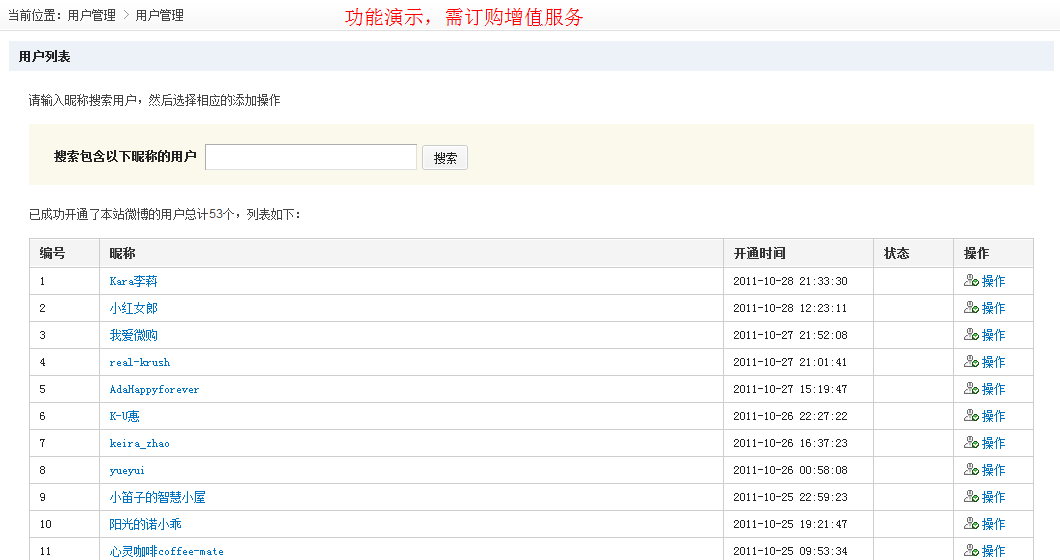 当前位置：用户管理 > 用户管理 功能演示，需订购增值服务
用户列表
请输入昵称搜索用户，然后选择相应的添加操作
搜索包含以下昵称的用户 搜索
已成功开通了本站微博的用户总计53个，列表如下：
编号 昵称 开通时间 状态 操作
1 Kara李莉 2011-10-28 21:33:30 操作
2 小红女郎 2011-10-28 12:23:11 操作
3 我爱微购 2011-10-27 21:52:08 操作
4 real-krush 2011-10-27 21:01:41 操作
5 AdaHappyforever 2011-10-27 15:19:47 操作
6 K-U惠 2011-10-26 22:27:22 操作
7 keira_zhao 2011-10-26 16:37:23 操作
8 yueyui 2011-10-26 00:58:08 操作
9 小笛子的智慧小屋 2011-10-25 22:59:23 操作
10 阳光的诺小乖 2011-10-25 19:21:47 操作
11 心灵咖啡coffee-mate 2011-10-25 09:53:34 操作